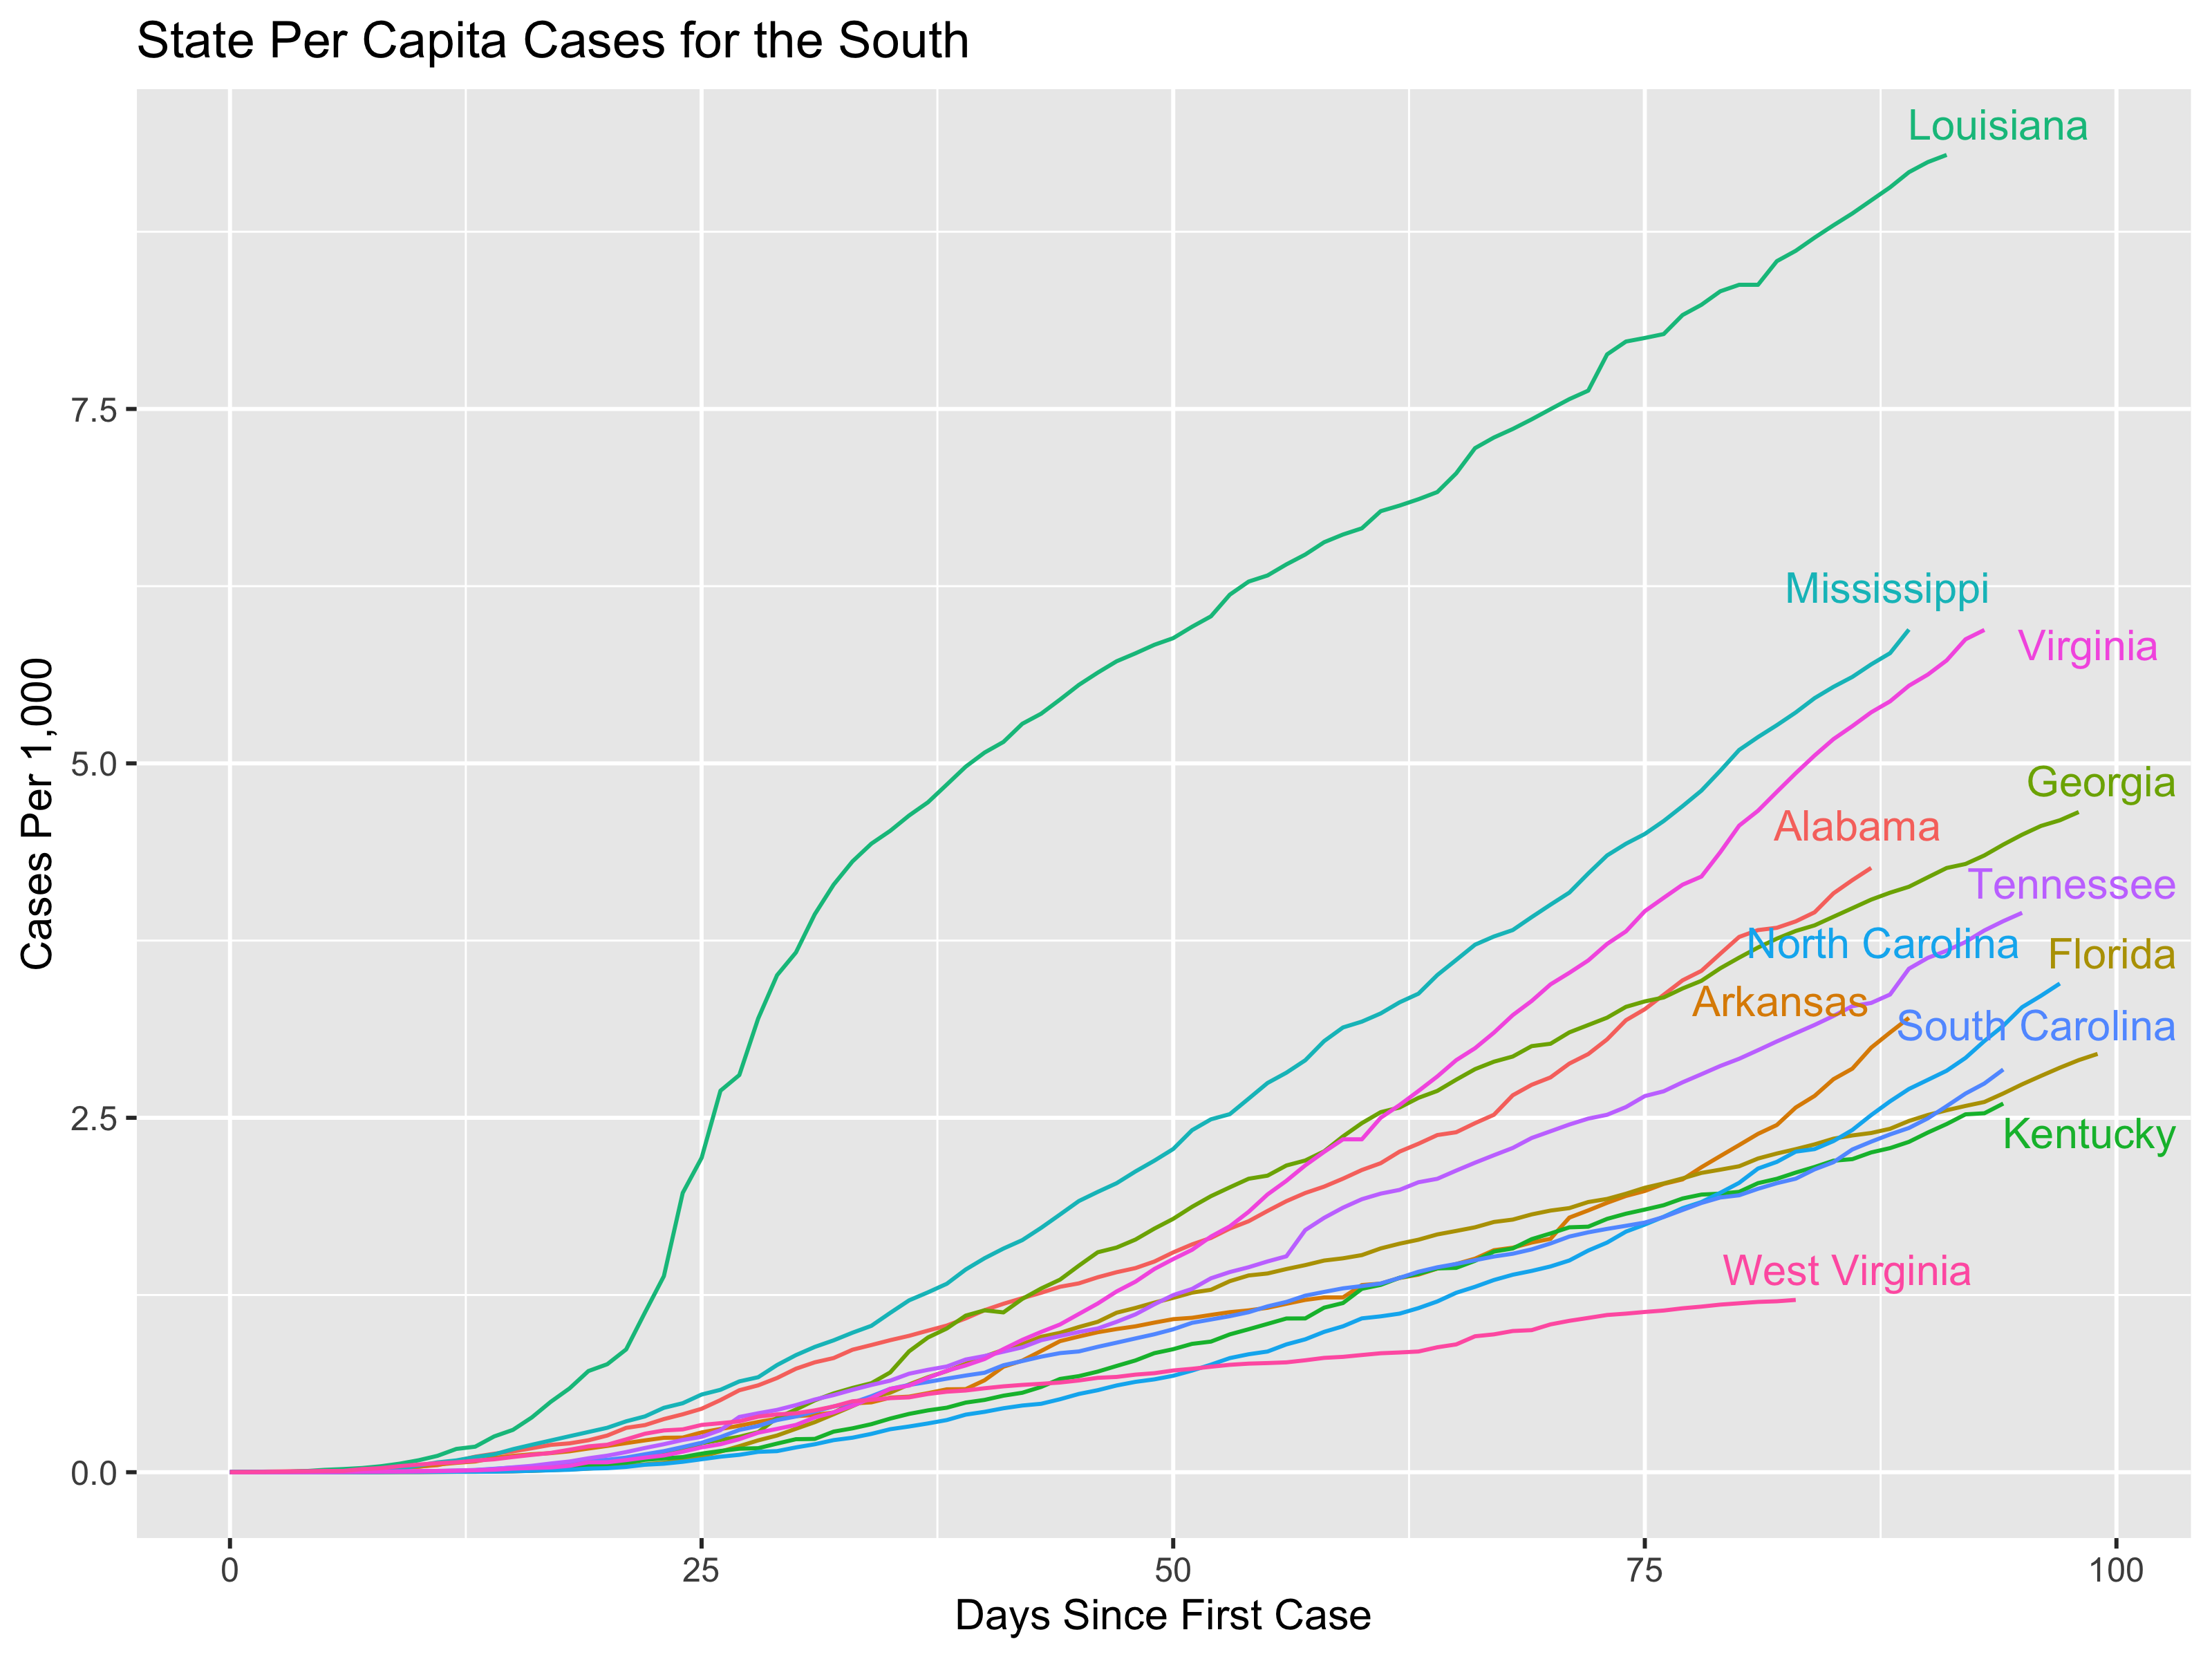 State Per Capita Cases for the South
Louisiana
7.5
Mississippi
Virginia
5.0
Georgia
Alabama
Tennessee
North Carolina
Florida
Arkansas
South Carolina
2.5
Kentucky
West Virginia
0.0
Cases Per 1,000
0 25 50 75 100
Days Since First Case